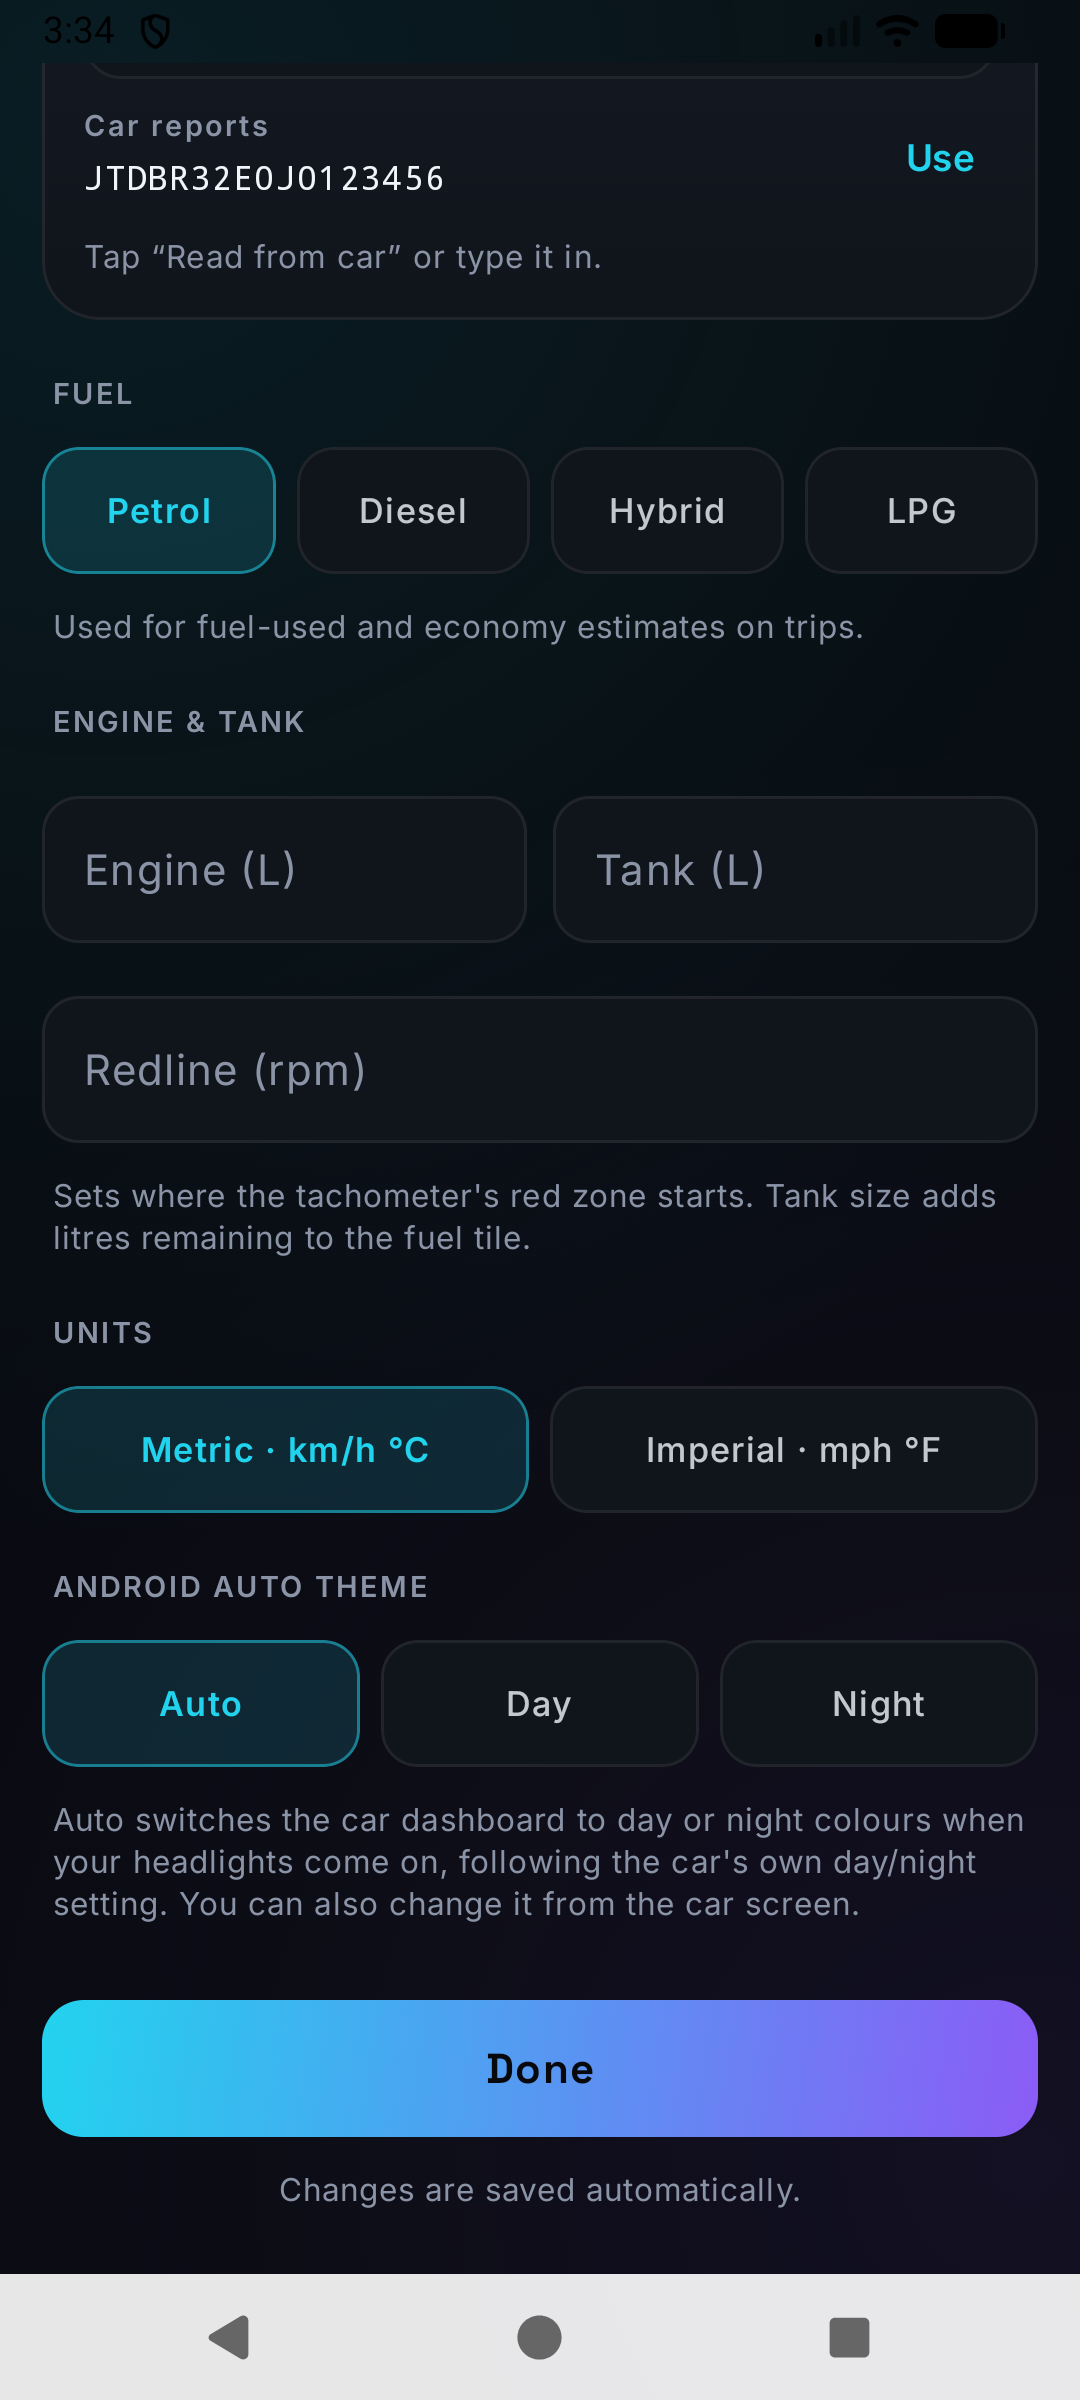 3:34
Car reports
JTDBR32E0J0123456
Use
Tap “Read from car” or type it in.
FUEL
Petrol
Diesel
Hybrid
LPG
Used for fuel-used and economy estimates on trips.
ENGINE & TANK
Engine (L)
Tank (L)
Redline (rpm)
Sets where the tachometer's red zone starts. Tank size adds
litres remaining to the fuel tile.
UNITS
Metric · km/h °C
Imperial · mph °F
ANDROID AUTO THEME
Auto
Day
Night
Auto switches the car dashboard to day or night colours when
your headlights come on, following the car's own day/night
setting. You can also change it from the car screen.
Done
Changes are saved automatically.